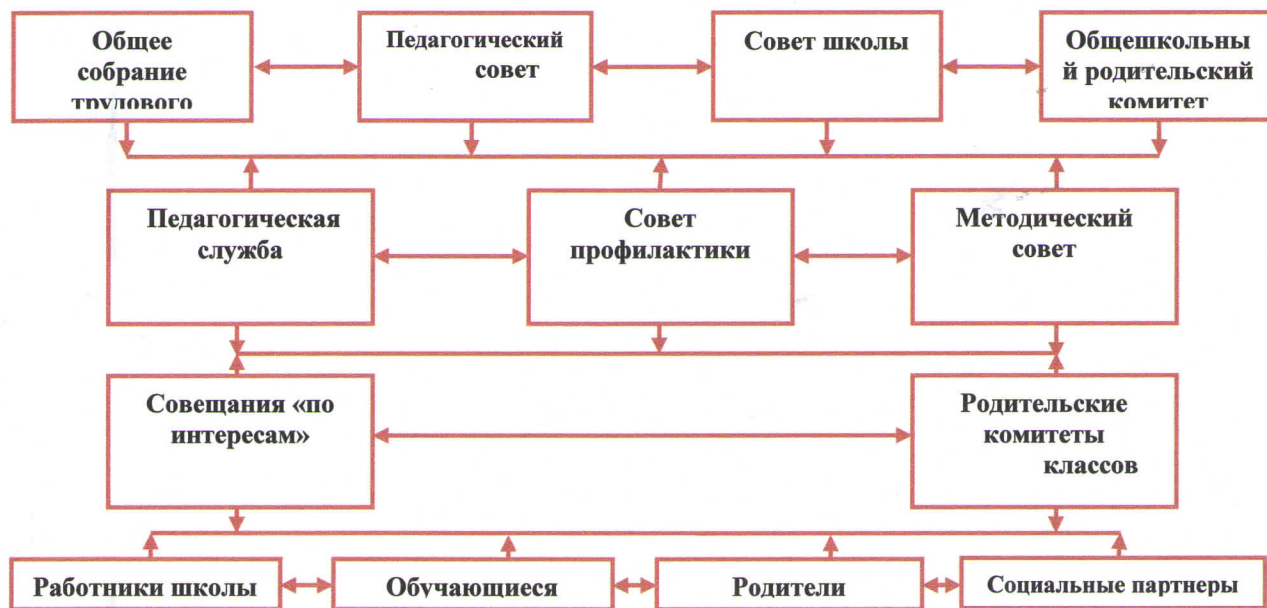 Общее
собрание
трудового
Педагогический
совет
Совет школы
Общешкольны
й родительский
комитет
Педагогическая
служба
Совет
профилактики
Методический
совет
Совещания «по
интересам»
Родительские
комитеты
классов
Работники школы
Обучающиеся
Родители
Социальные партнеры